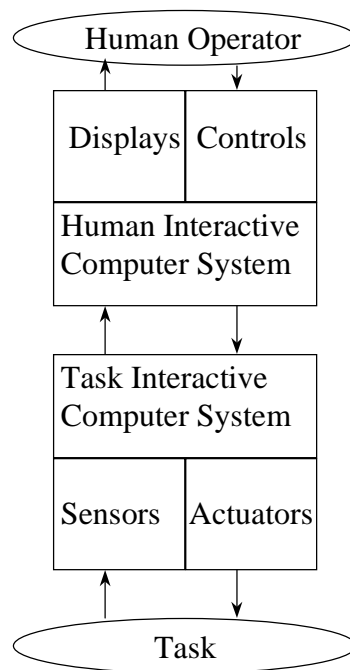 Human Operator
Displays
Controls
Human Interactive
Computer System
Task Interactive
Computer System
Sensors
Actuators
Task